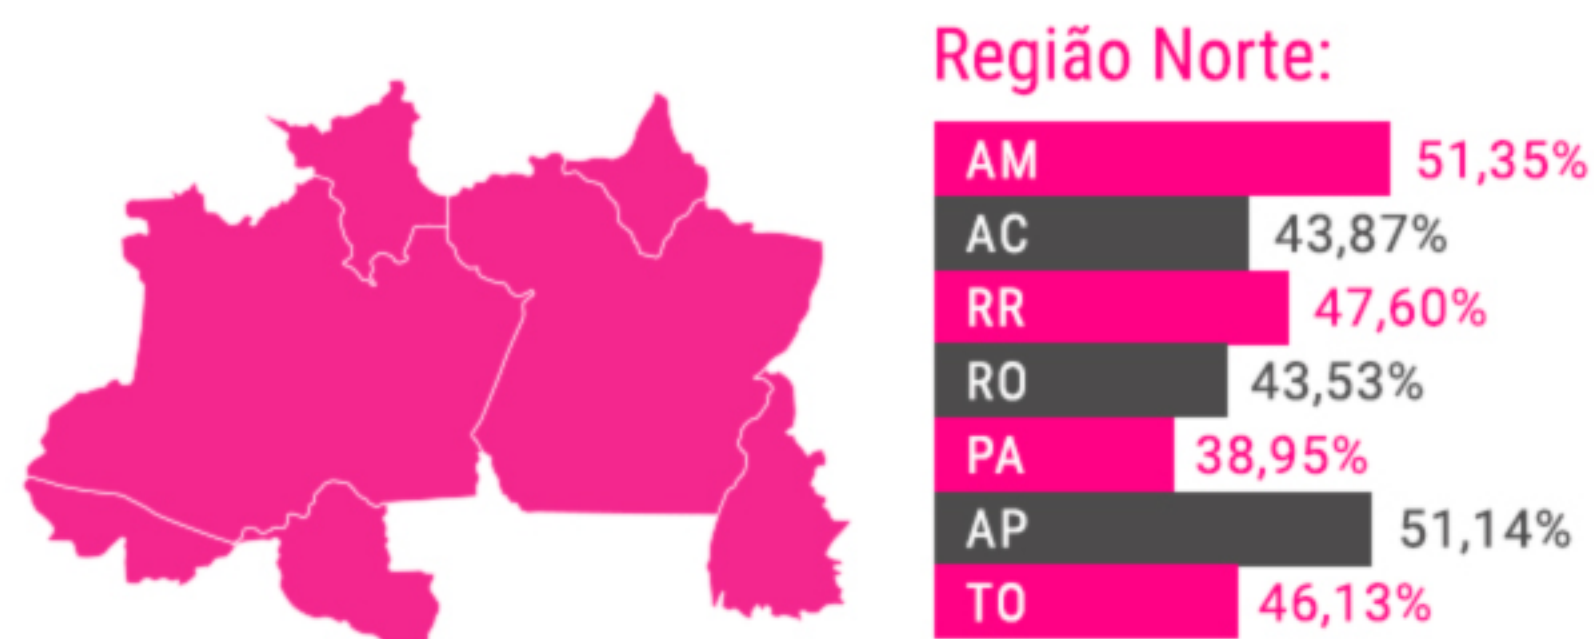 Região Norte:
AM 51,35%
AC 43,87%
RR 47,60%
RO 43,53%
PA 38,95%
AP 51,14%
TO 46,13%